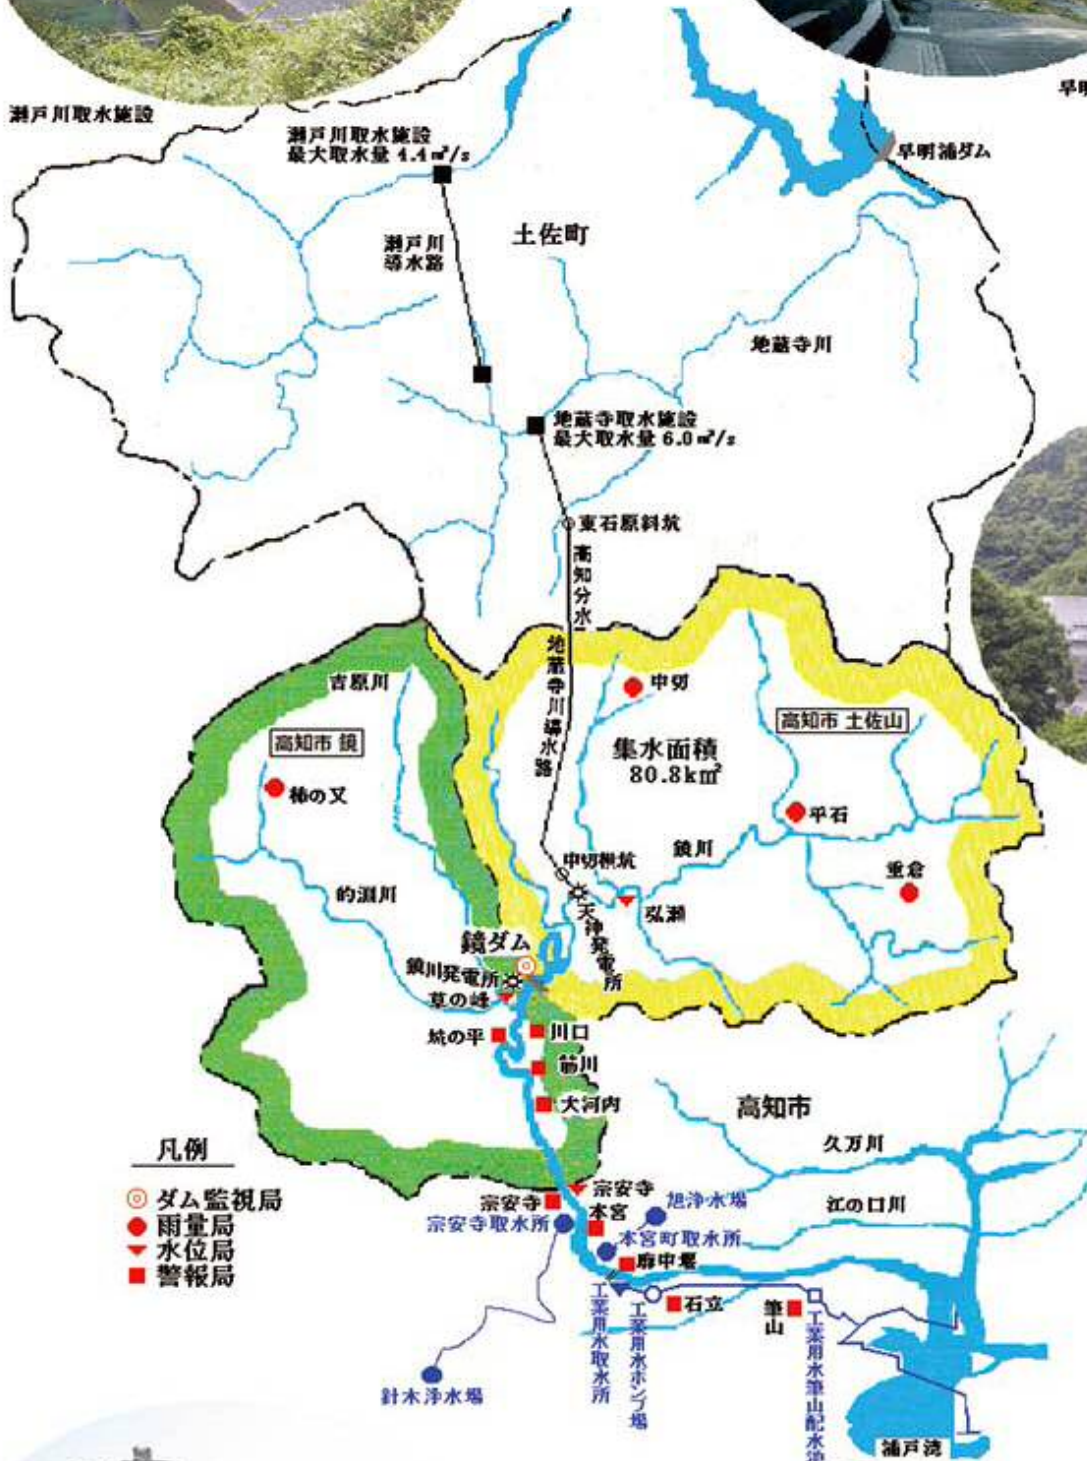 瀬戸川取水施設
早明
瀬戸川取水施設
最大取水量 4.4㎥/s
早明浦ダム
土佐町
瀬戸川
導水路
地蔵寺川
地蔵寺取水施設
最大取水量 6.0㎥/s
東石原斜坑
高知分水
地蔵寺川導水路
吉原川
高知市 鏡
柿の又
中切
集水面積
80.8km²
高知市 土佐山
平石
鏡川
重倉
中切横坑
的淵川
弘瀬
天神発電所
鏡ダム
鏡川発電所
草の峰
川口
筋川
大河内
高知市
久万川
江の口川
凡例
ダム監視局
雨量局
水位局
警報局
宗安寺
宗安寺
宗安寺取水所
本宮
旭浄水場
本宮町取水所
廓中堰
石立
筆山
工業用水取水所
工業用水ポンプ場
工業用水筆山配水池
針木浄水場
浦戸湾